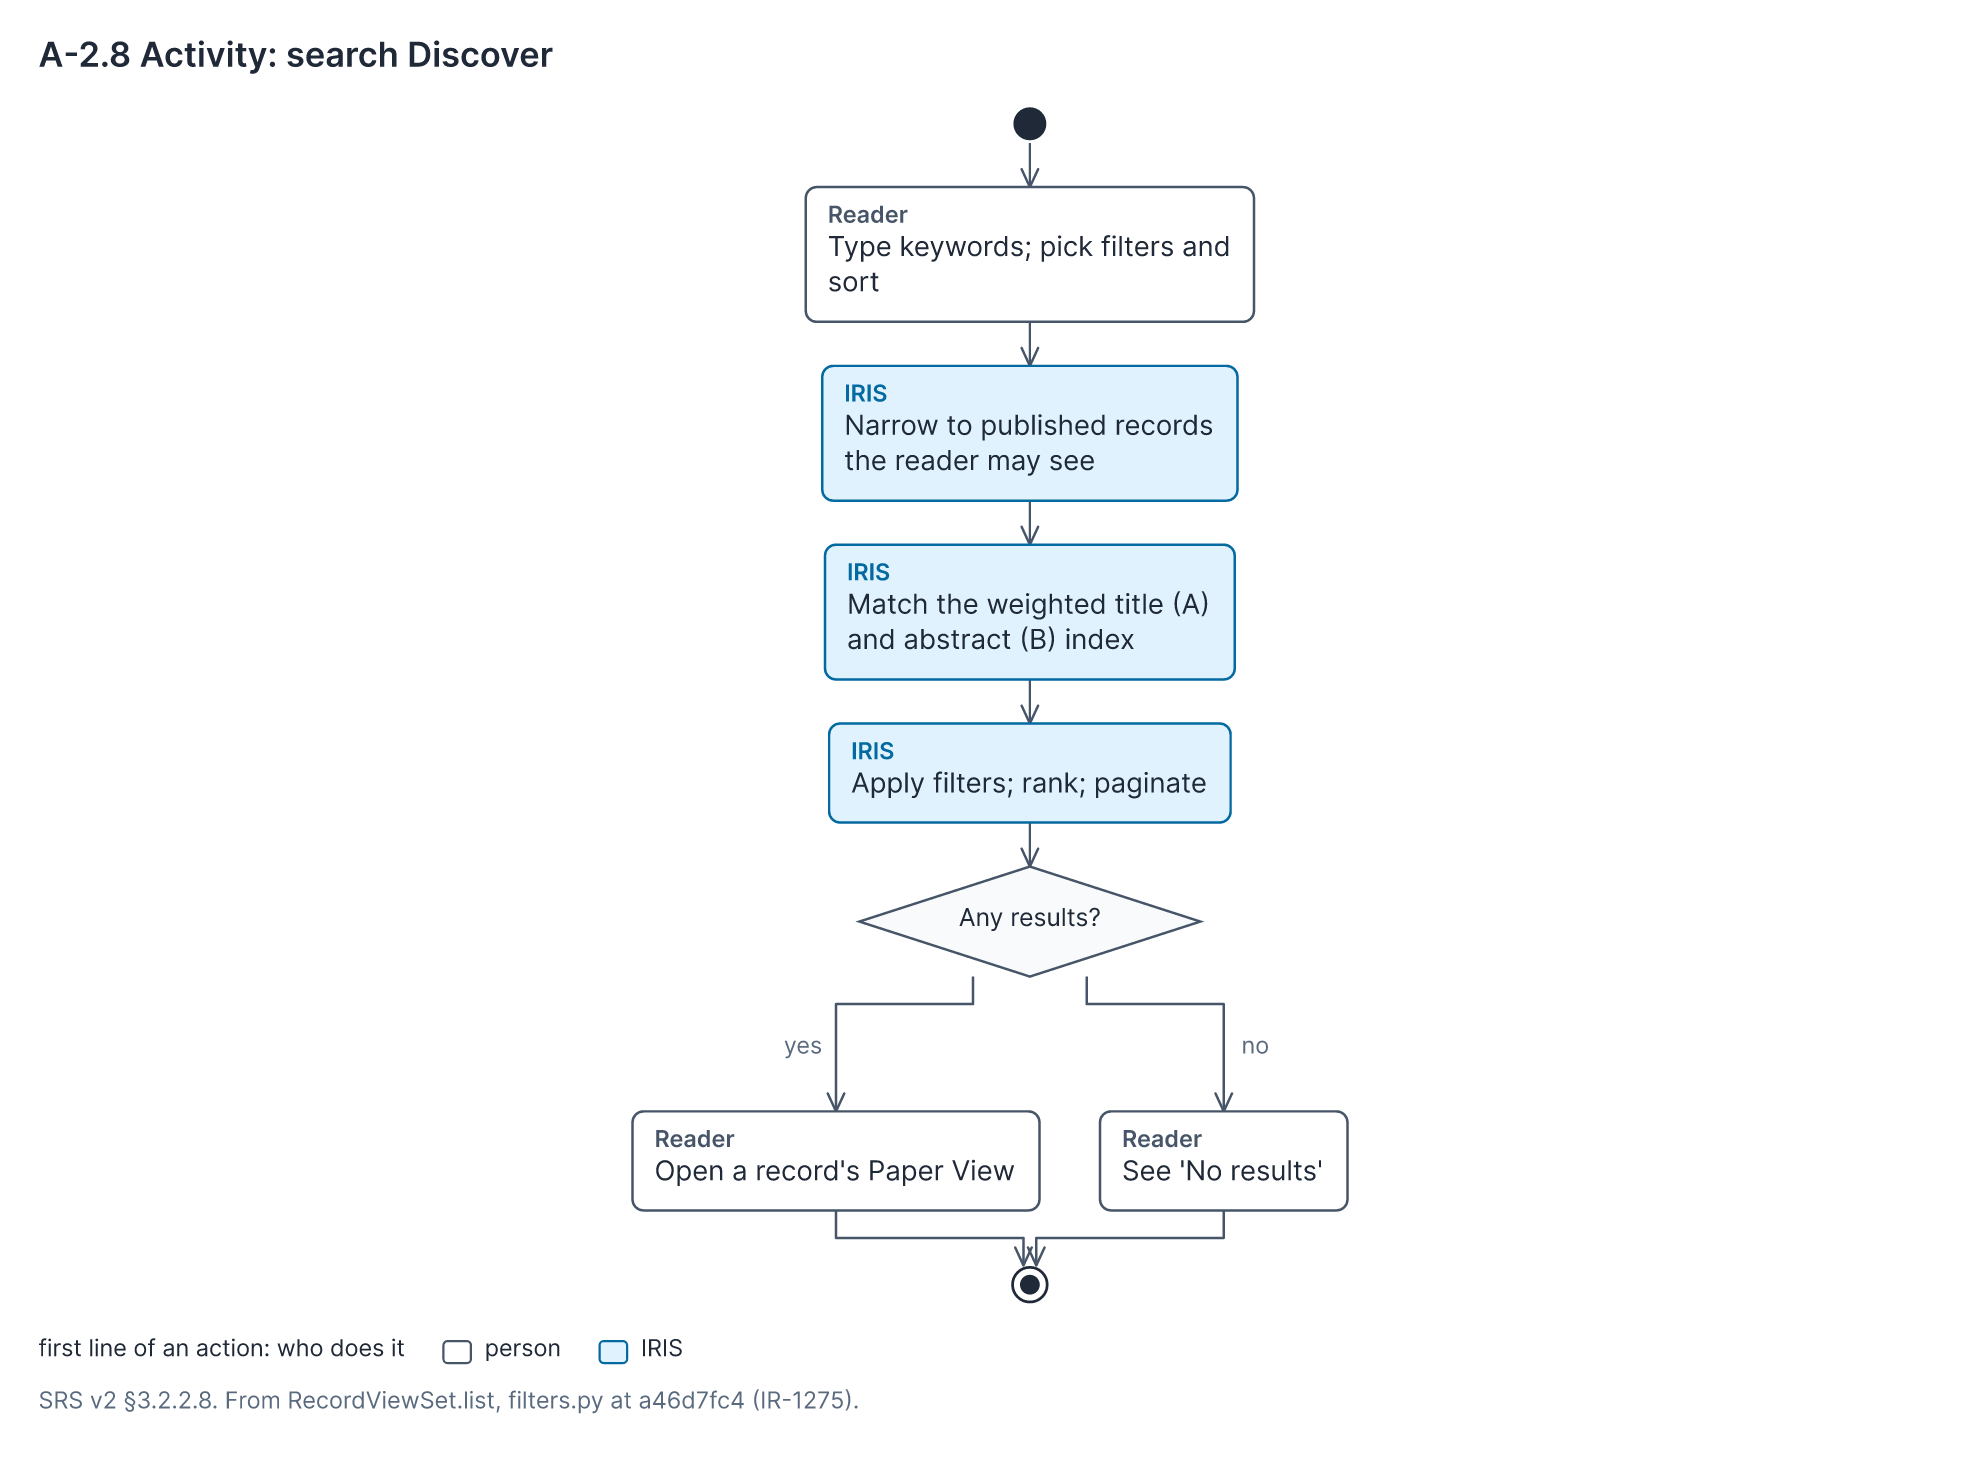 A-2.8 Activity: search Discover
Reader
Type keywords; pick filters and
sort
IRIS
Narrow to published records
the reader may see
IRIS
Match the weighted title (A)
and abstract (B) index
IRIS
Apply filters; rank; paginate
Any results?
yes
no
Reader
Open a record's Paper View
Reader
See 'No results'
first line of an action: who does it
person
IRIS
SRS v2 §3.2.2.8. From RecordViewSet.list, filters.py at a46d7fc4 (IR-1275).